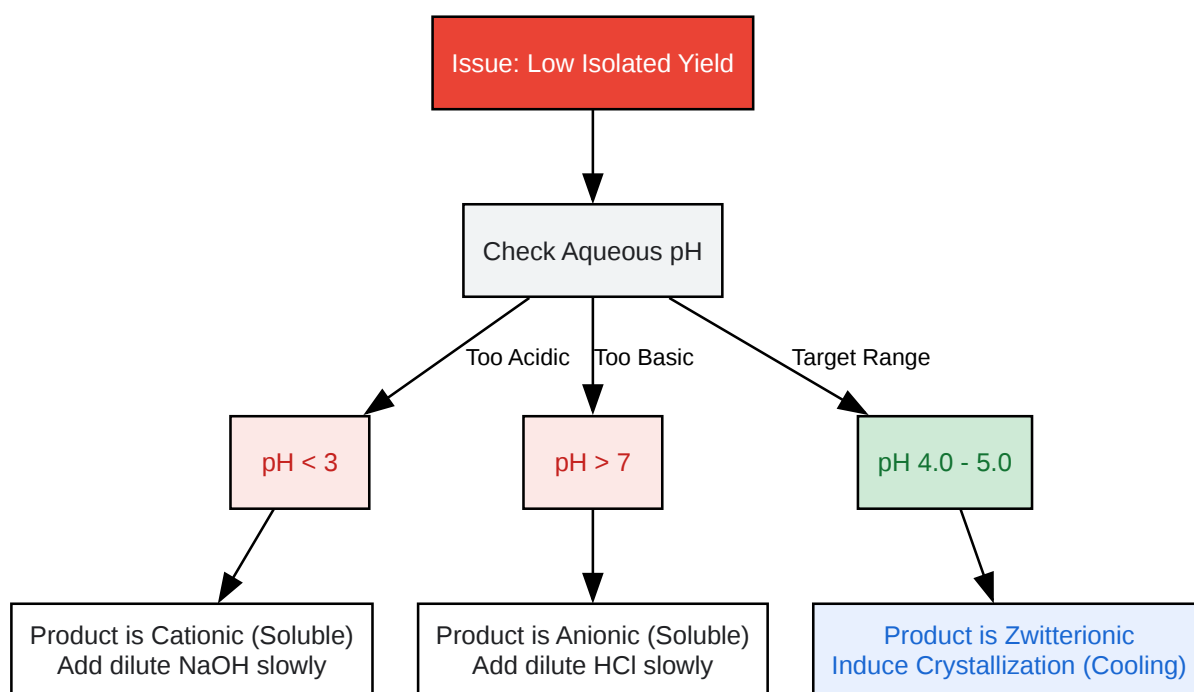 Issue: Low Isolated Yield
Check Aqueous pH
Too Acidic
Too Basic
Target Range
pH < 3
pH > 7
pH 4.0 - 5.0
Product is Cationic (Soluble)
Add dilute NaOH slowly
Product is Anionic (Soluble)
Add dilute HCl slowly
Product is Zwitterionic
Induce Crystallization (Cooling)